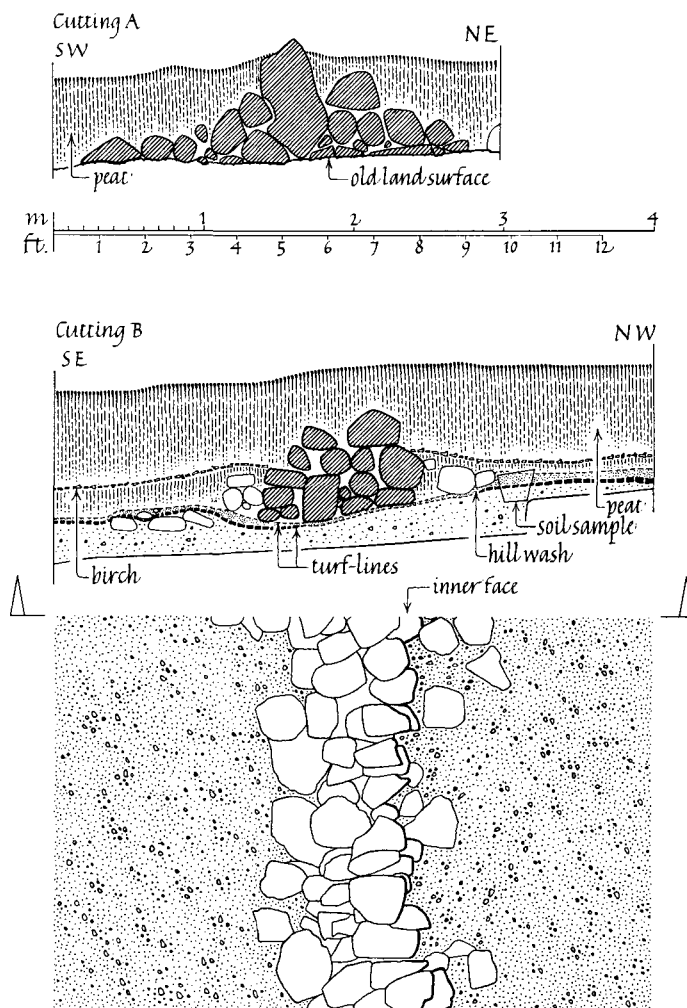 Cutting A
SW NE
peat
old land surface
m 1 2 3 4
ft. 1 2 3 4 5 6 7 8 9 10 11 12
Cutting B
SE NW
birch
turf-lines
hill wash
soil sample
peat
inner face